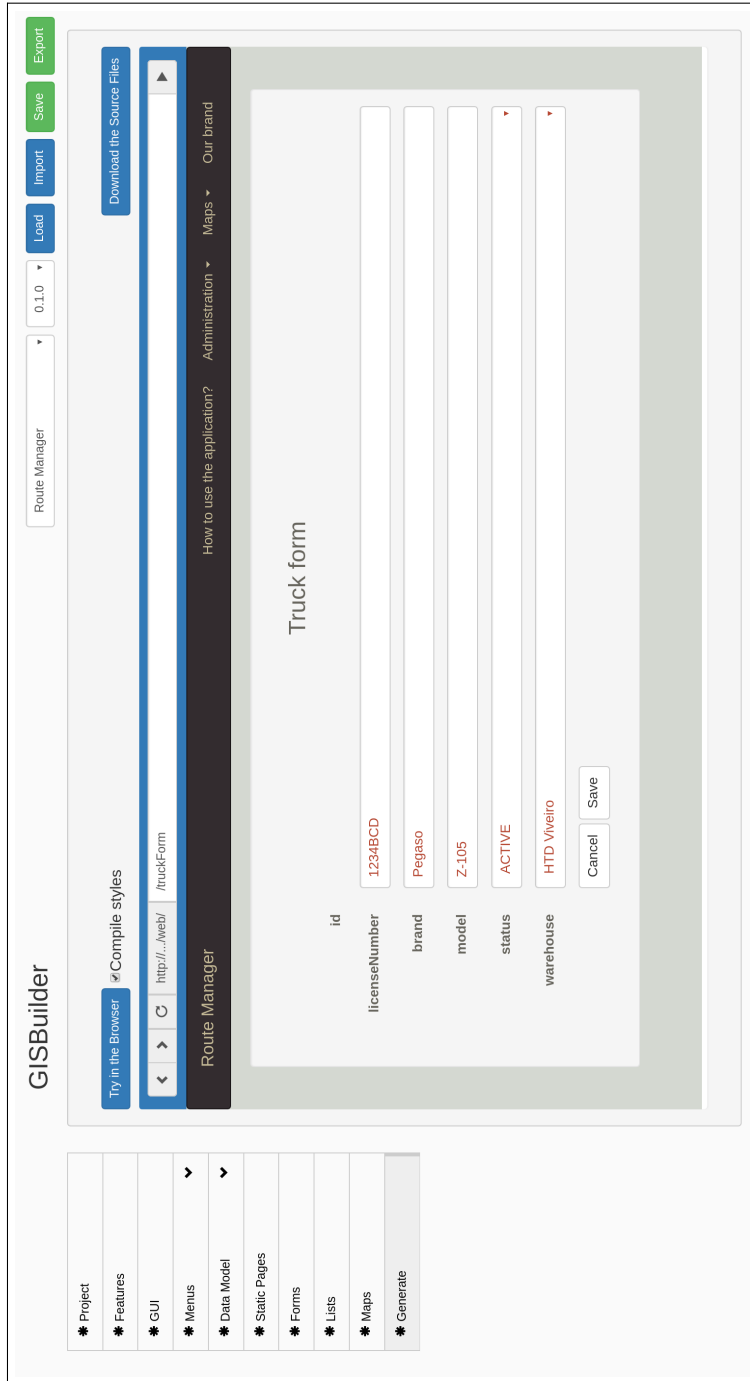 GISBuilder
Route Manager
0.1.0
Load
Import
Save
Export
Project
Features
GUI
Menus
Data Model
Static Pages
Forms
Lists
Maps
Generate
Try in the Browser
Compile styles
Download the Source Files
http://.../web/
/truckForm
Route Manager
How to use the application?
Administration
Maps
Our brand
Truck form
id
licenseNumber
1234BCD
brand
Pegaso
model
Z-105
status
ACTIVE
warehouse
HTD Viveiro
Cancel
Save